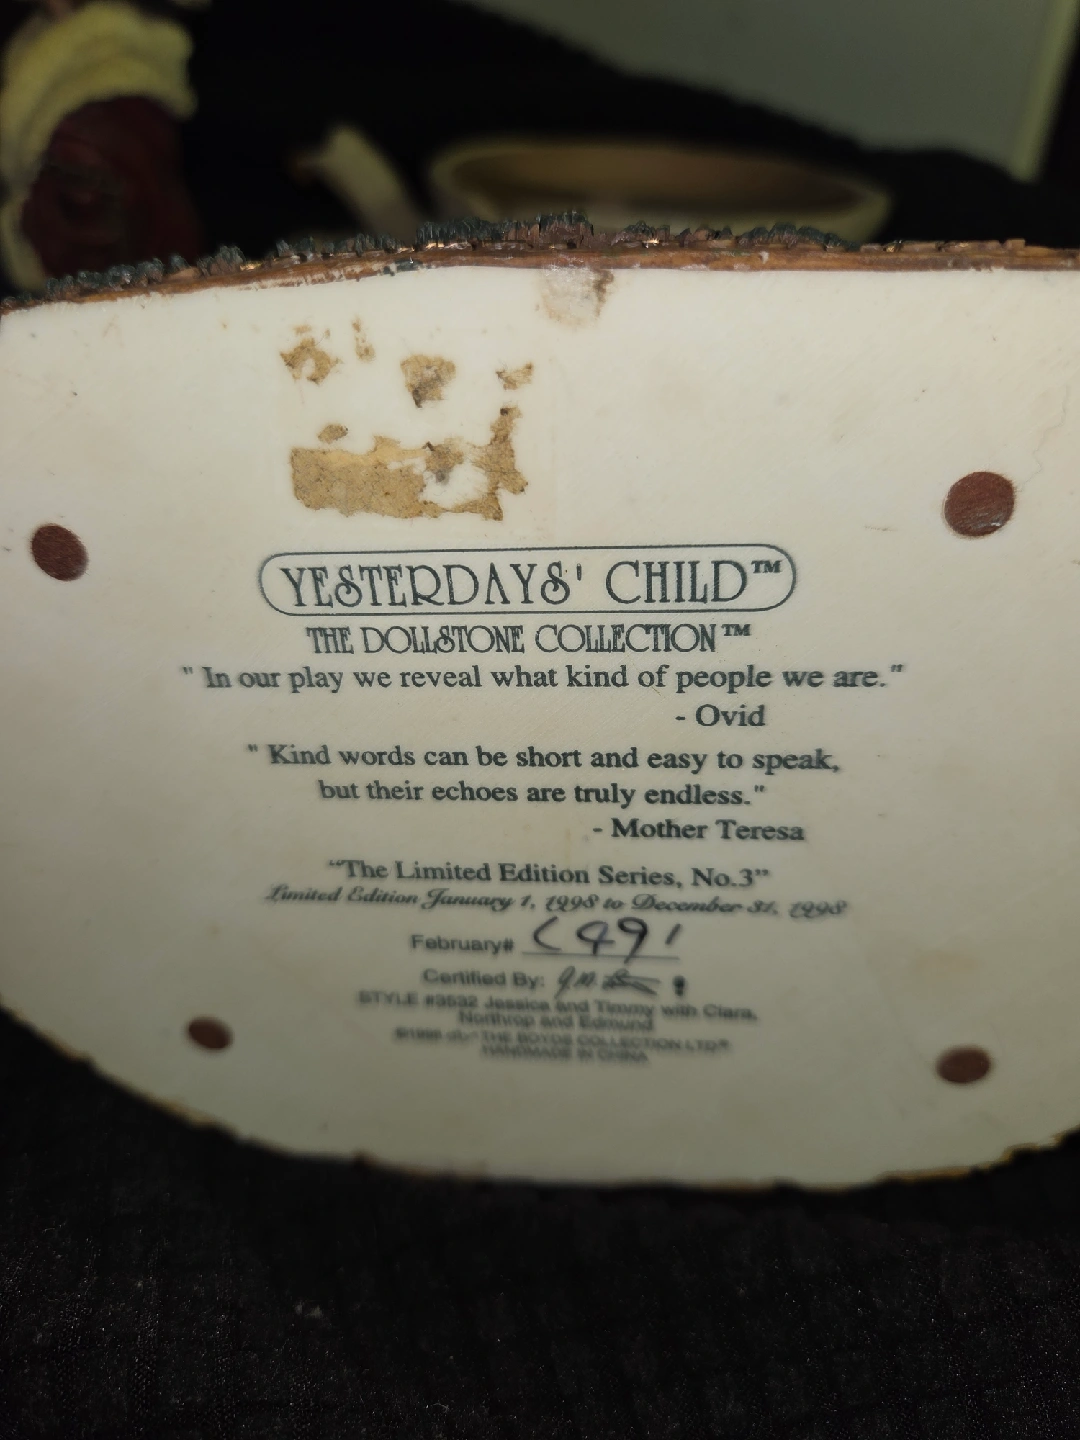 YESTERDAYS' CHILD™
THE DOLLSTONE COLLECTION™
" In our play we reveal what kind of people we are."
- Ovid
" Kind words can be short and easy to speak,
but their echoes are truly endless."
- Mother Teresa
“The Limited Edition Series, No.3”
Limited Edition January 1, 1998 to December 31, 1998
February#
Certified By:
STYLE #3532 Jessica and Timmy with Clara,
Northrop and Edmund
THE BOYDS COLLECTION LTD®
HANDMADE IN CHINA